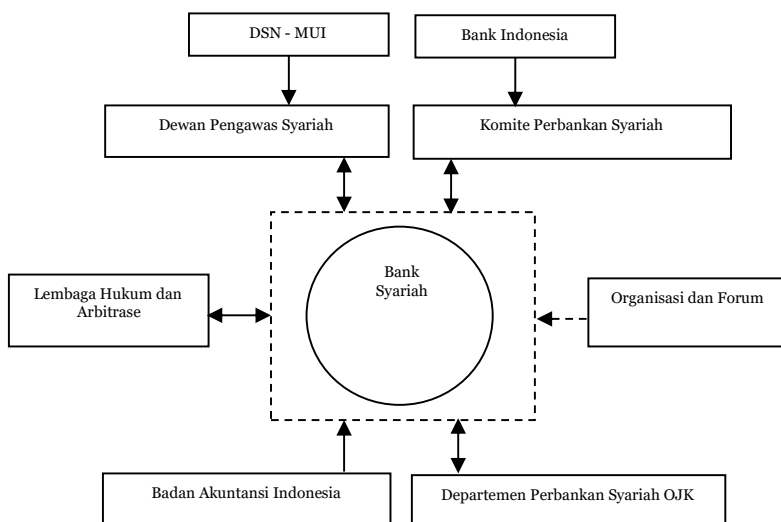 DSN - MUI
Bank Indonesia
Dewan Pengawas Syariah
Komite Perbankan Syariah
Bank
Syariah
Lembaga Hukum dan
Arbitrase
Organisasi dan Forum
Badan Akuntansi Indonesia
Departemen Perbankan Syariah OJK